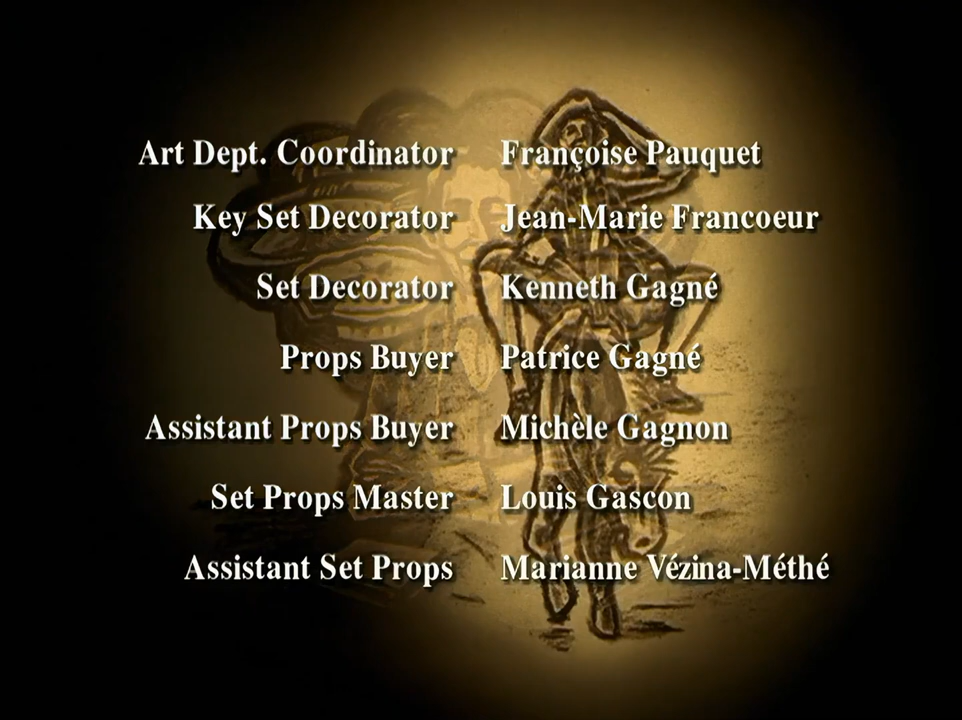 Art Dept. Coordinator Françoise Pauquet
Key Set Decorator Jean-Marie Francoeur
Set Decorator Kenneth Gagné
Props Buyer Patrice Gagné
Assistant Props Buyer Michèle Gagnon
Set Props Master Louis Gascon
Assistant Set Props Marianne Vézina-Méthé